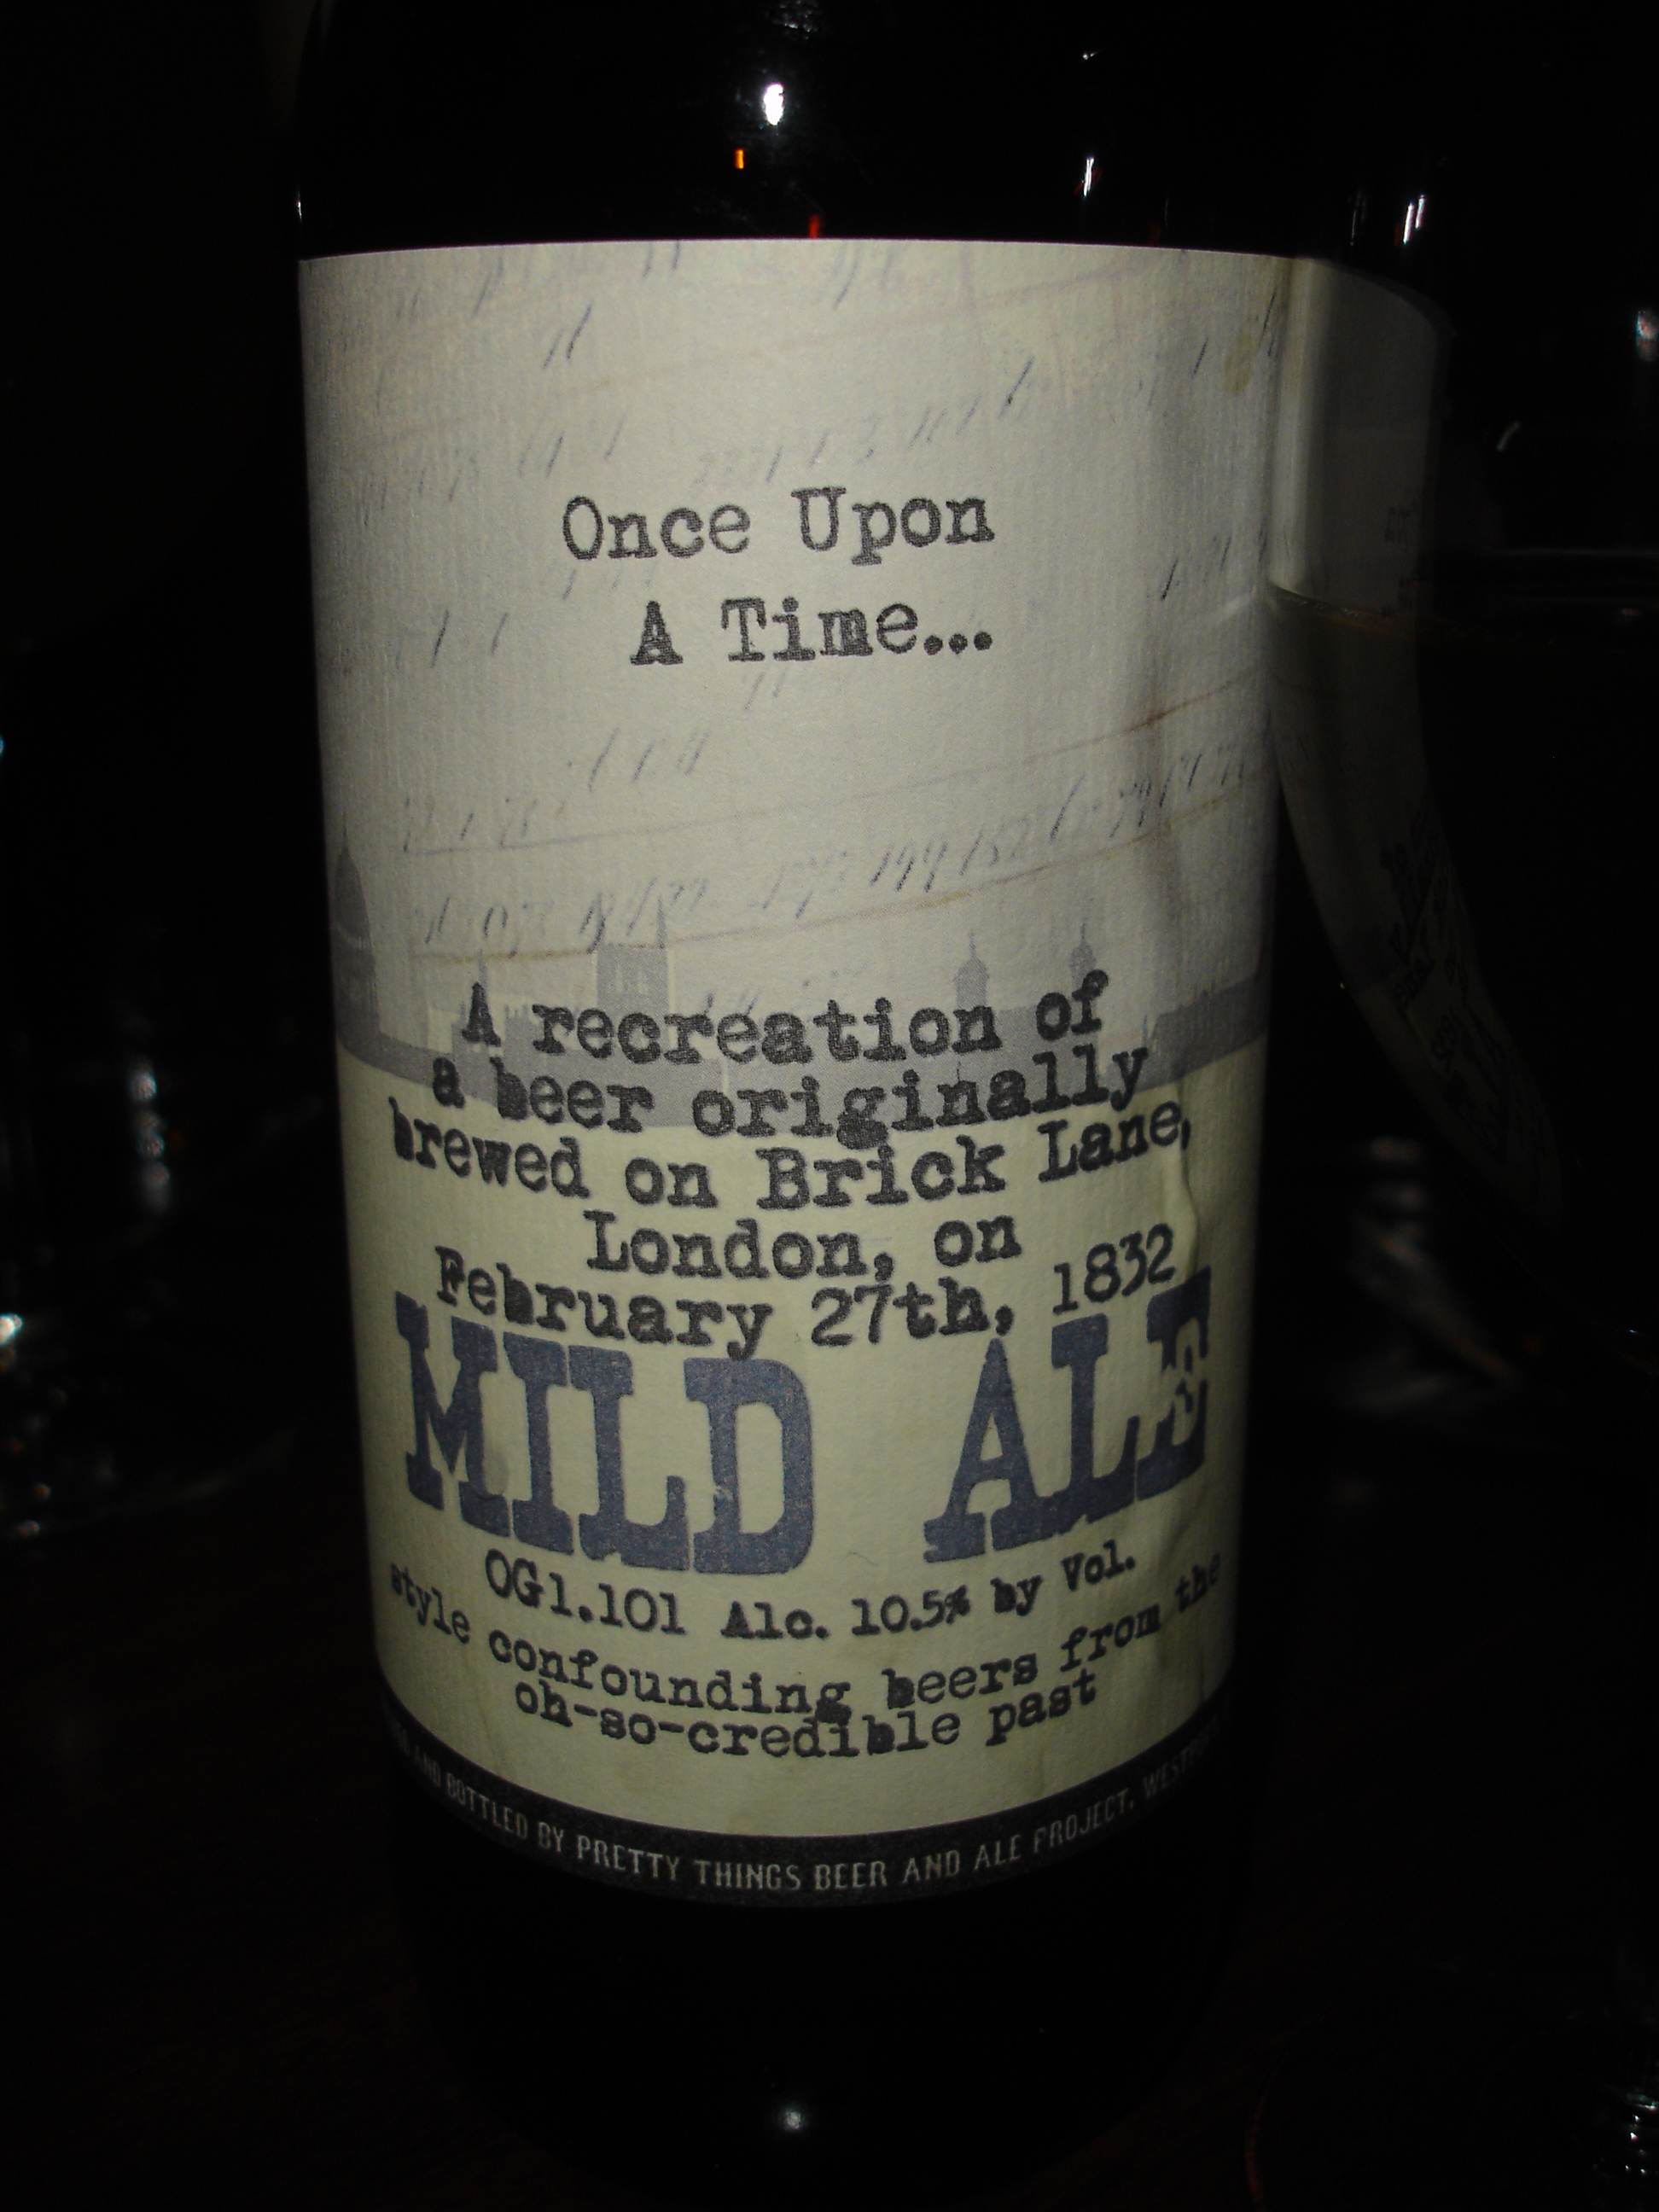 Once Upon
A Time...
A recreation of
a beer originally
brewed on Brick Lane,
London, on
February 27th, 1832
MILD ALE
OG1.101 Alc. 10.5% by Vol.
style confounding beers from the
oh-so-credible past
AND BOTTLED BY PRETTY THINGS BEER AND ALE PROJECT,